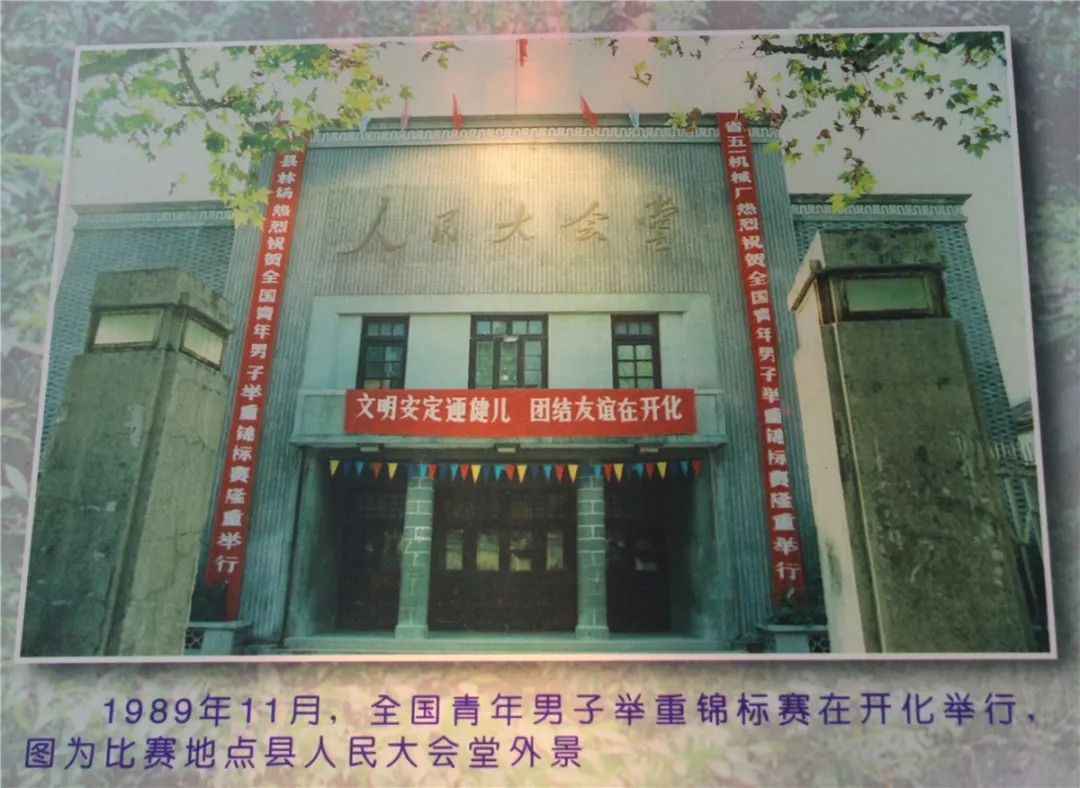 人民大会堂
县林场热烈祝贺全国青年男子举重锦标赛隆重举行
省五一机械厂热烈祝贺全国青年男子举重锦标赛隆重举行
文明安定迎健儿 团结友谊在开化
1989年11月，全国青年男子举重锦标赛在开化举行，
图为比赛地点县人民大会堂外景